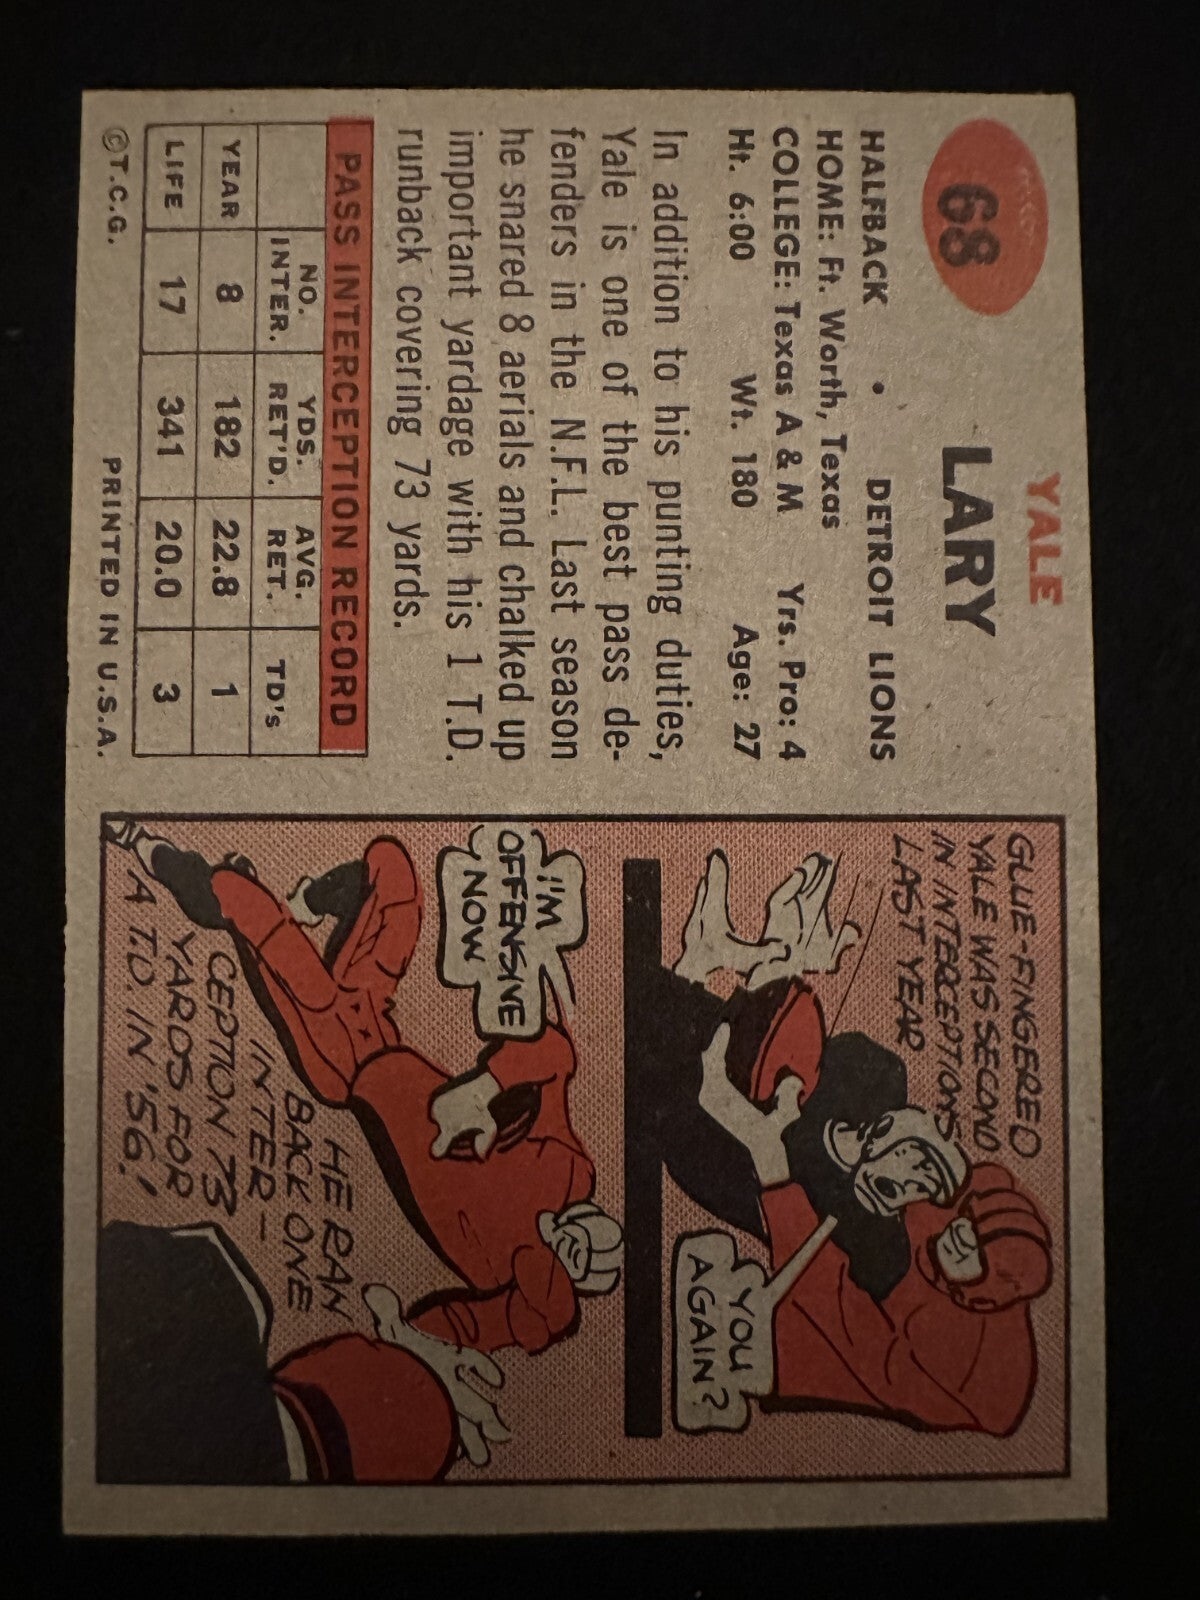 68
YALE
LARY
HALFBACK • DETROIT LIONS
HOME: Ft. Worth, Texas
COLLEGE: Texas A & M Yrs. Pro: 4
Ht. 6:00 Wt. 180 Age: 27
In addition to his punting duties,
Yale is one of the best pass de-
fenders in the N.F.L. Last season
he snared 8 aerials and chalked up
important yardage with his 1 T.D.
runback covering 73 yards.
PASS INTERCEPTION RECORD
NO. INTER. YDS. RET'D. AVG. RET. TD's
YEAR 8 182 22.8 1
LIFE 17 341 20.0 3
©T.C.G. PRINTED IN U.S.A.
GLUE-FINGERED
YALE WAS SECOND
IN INTERCEPTIONS
LAST YEAR
YOU
AGAIN?
I'M
OFFENSIVE
NOW
HE RAN
BACK ONE
INTER-
CEPTION 73
YARDS FOR
A T.D. IN '56!